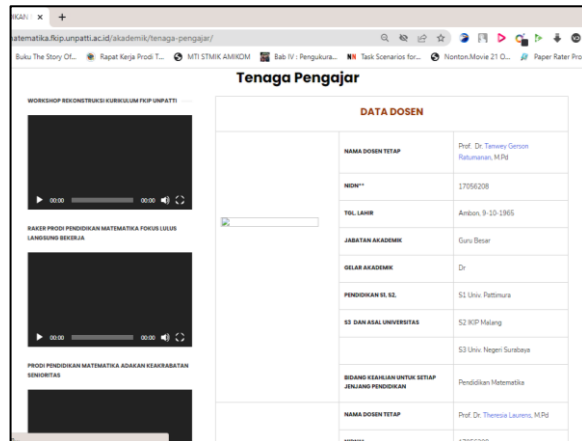 IKAN
atematika.fkip.unpatti.ac.id/akademik/tenaga-pengajar/
Buku The Story Of... Rapat Kerja Prodi T... MTI STMIK AMIKOM Bab IV : Pengukura... Task Scenarios for... Nonton.Movie 21 O... Paper Rater Pro
Tenaga Pengajar
WORKSHOP REKONSTRUKSI KURIKULUM FKIP UNPATTI
00:00 00:00
RAKER PRODI PENDIDIKAN MATEMATIKA FOKUS LULUS
LANGSUNG BEKERJA
00:00 00:00
PRODI PENDIDIKAN MATEMATIKA ADAKAN KEAKRABATAN
SENIORITAS
DATA DOSEN
NAMA DOSEN TETAP Prof. Dr. Tanwey Gerson
Ratumanan, M.Pd
NIDN** 17056208
TGL. LAHIR Ambon, 9-10-1965
JABATAN AKADEMIK Guru Besar
GELAR AKADEMIK Dr
PENDIDIKAN S1, S2, S1 Univ. Pattimura
S3 DAN ASAL UNIVERSITAS S2 IKIP Malang
S3 Univ. Negeri Surabaya
BIDANG KEAHLIAN UNTUK SETIAP
JENJANG PENDIDIKAN Pendidikan Matematika
NAMA DOSEN TETAP Prof. Dr. Theresia Laurens, M.Pd